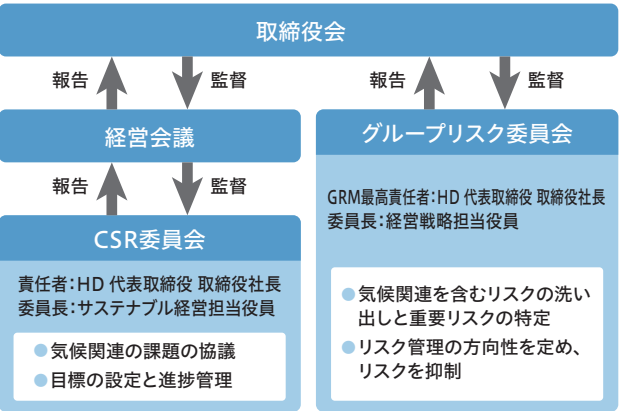 取締役会
報告
監督
報告
監督
経営会議
報告
監督
CSR委員会
責任者:HD 代表取締役 取締役社長
委員長:サステナブル経営担当役員
●気候関連の課題の協議
●目標の設定と進捗管理
グループリスク委員会
GRM最高責任者:HD 代表取締役 取締役社長
委員長:経営戦略担当役員
●気候関連を含むリスクの洗い
出しと重要リスクの特定
●リスク管理の方向性を定め、
リスクを抑制